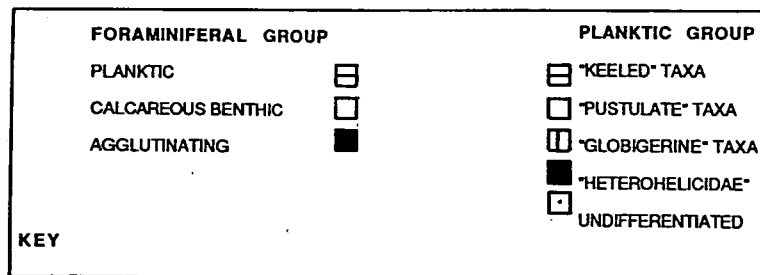 FORAMINIFERAL GROUP
PLANKTIC
CALCAREOUS BENTHIC
AGGLUTINATING
PLANKTIC GROUP
"KEELED" TAXA
"PUSTULATE" TAXA
"GLOBIGERINE" TAXA
"HETEROHELICIDAE"
UNDIFFERENTIATED
KEY